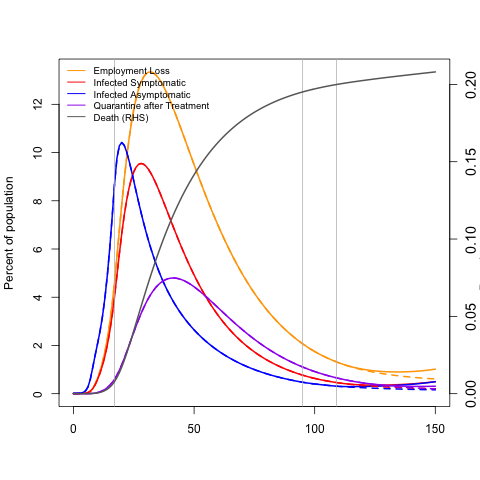 Employment Loss
Infected Symptomatic
Infected Asymptomatic
Quarantine after Treatment
Death (RHS)
Percent of population
0
2
4
6
8
10
12
0.00
0.05
0.10
0.15
0.20
0
50
100
150